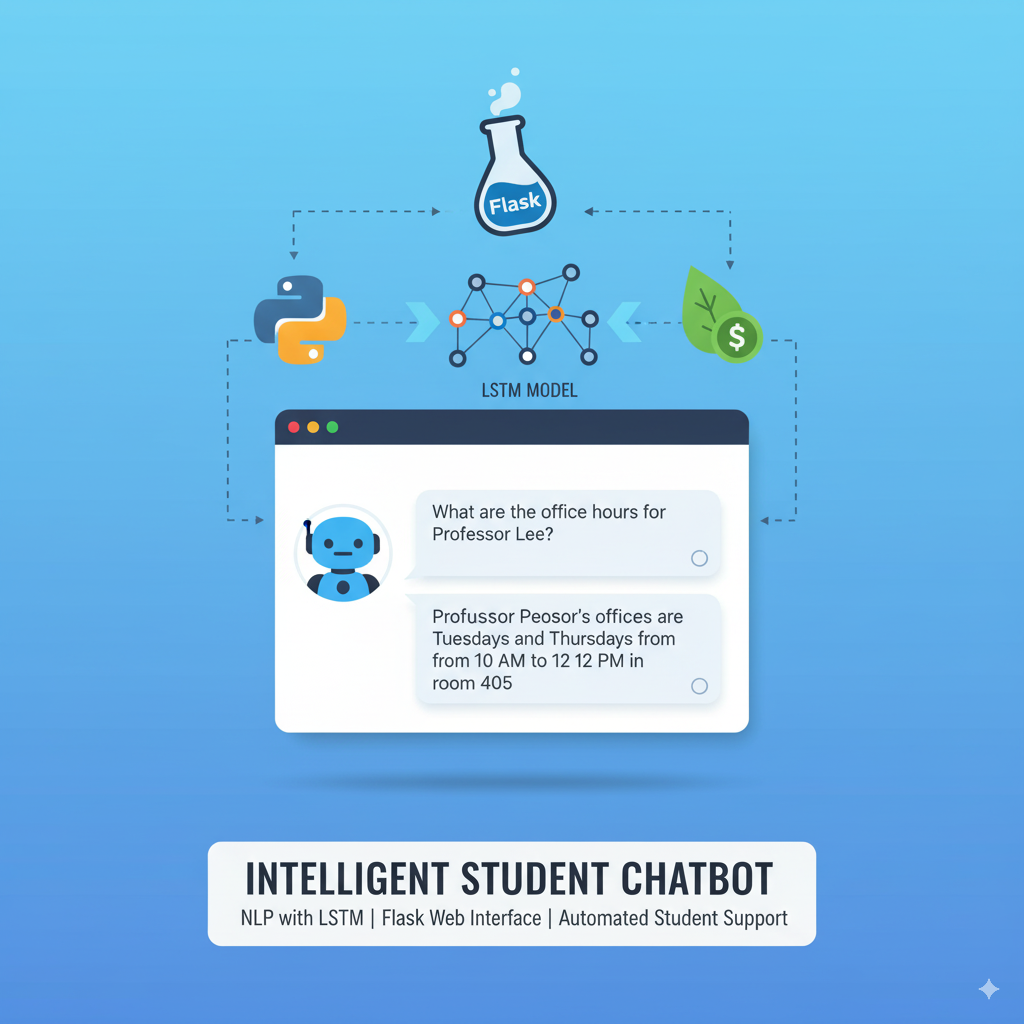 Flask
$
LSTM MODEL
What are the office hours for
Professor Lee?
Profussor Peosor's offices are
Tuesdays and Thursdays from
from 10 AM to 12 12 PM in
room 405
INTELLIGENT STUDENT CHATBOT
NLP with LSTM | Flask Web Interface | Automated Student Support